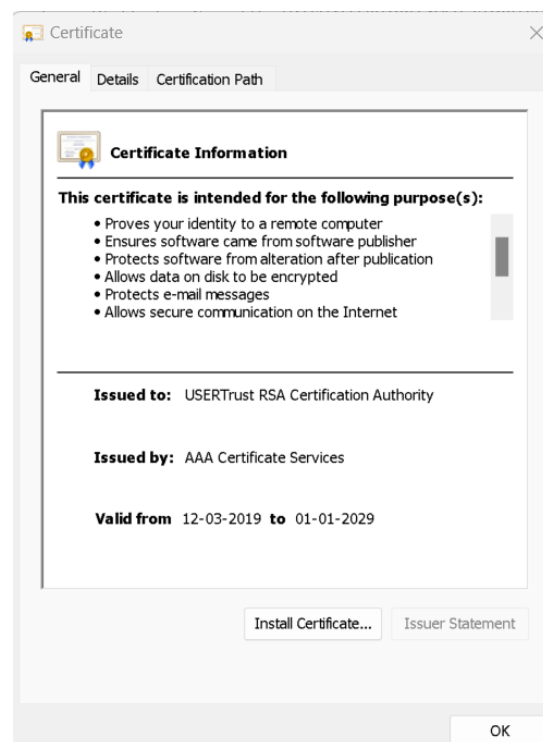 Certificate
General Details Certification Path
Certificate Information
This certificate is intended for the following purpose(s):
• Proves your identity to a remote computer
• Ensures software came from software publisher
• Protects software from alteration after publication
• Allows data on disk to be encrypted
• Protects e-mail messages
• Allows secure communication on the Internet
Issued to: USERTrust RSA Certification Authority
Issued by: AAA Certificate Services
Valid from 12-03-2019 to 01-01-2029
Install Certificate... Issuer Statement
OK